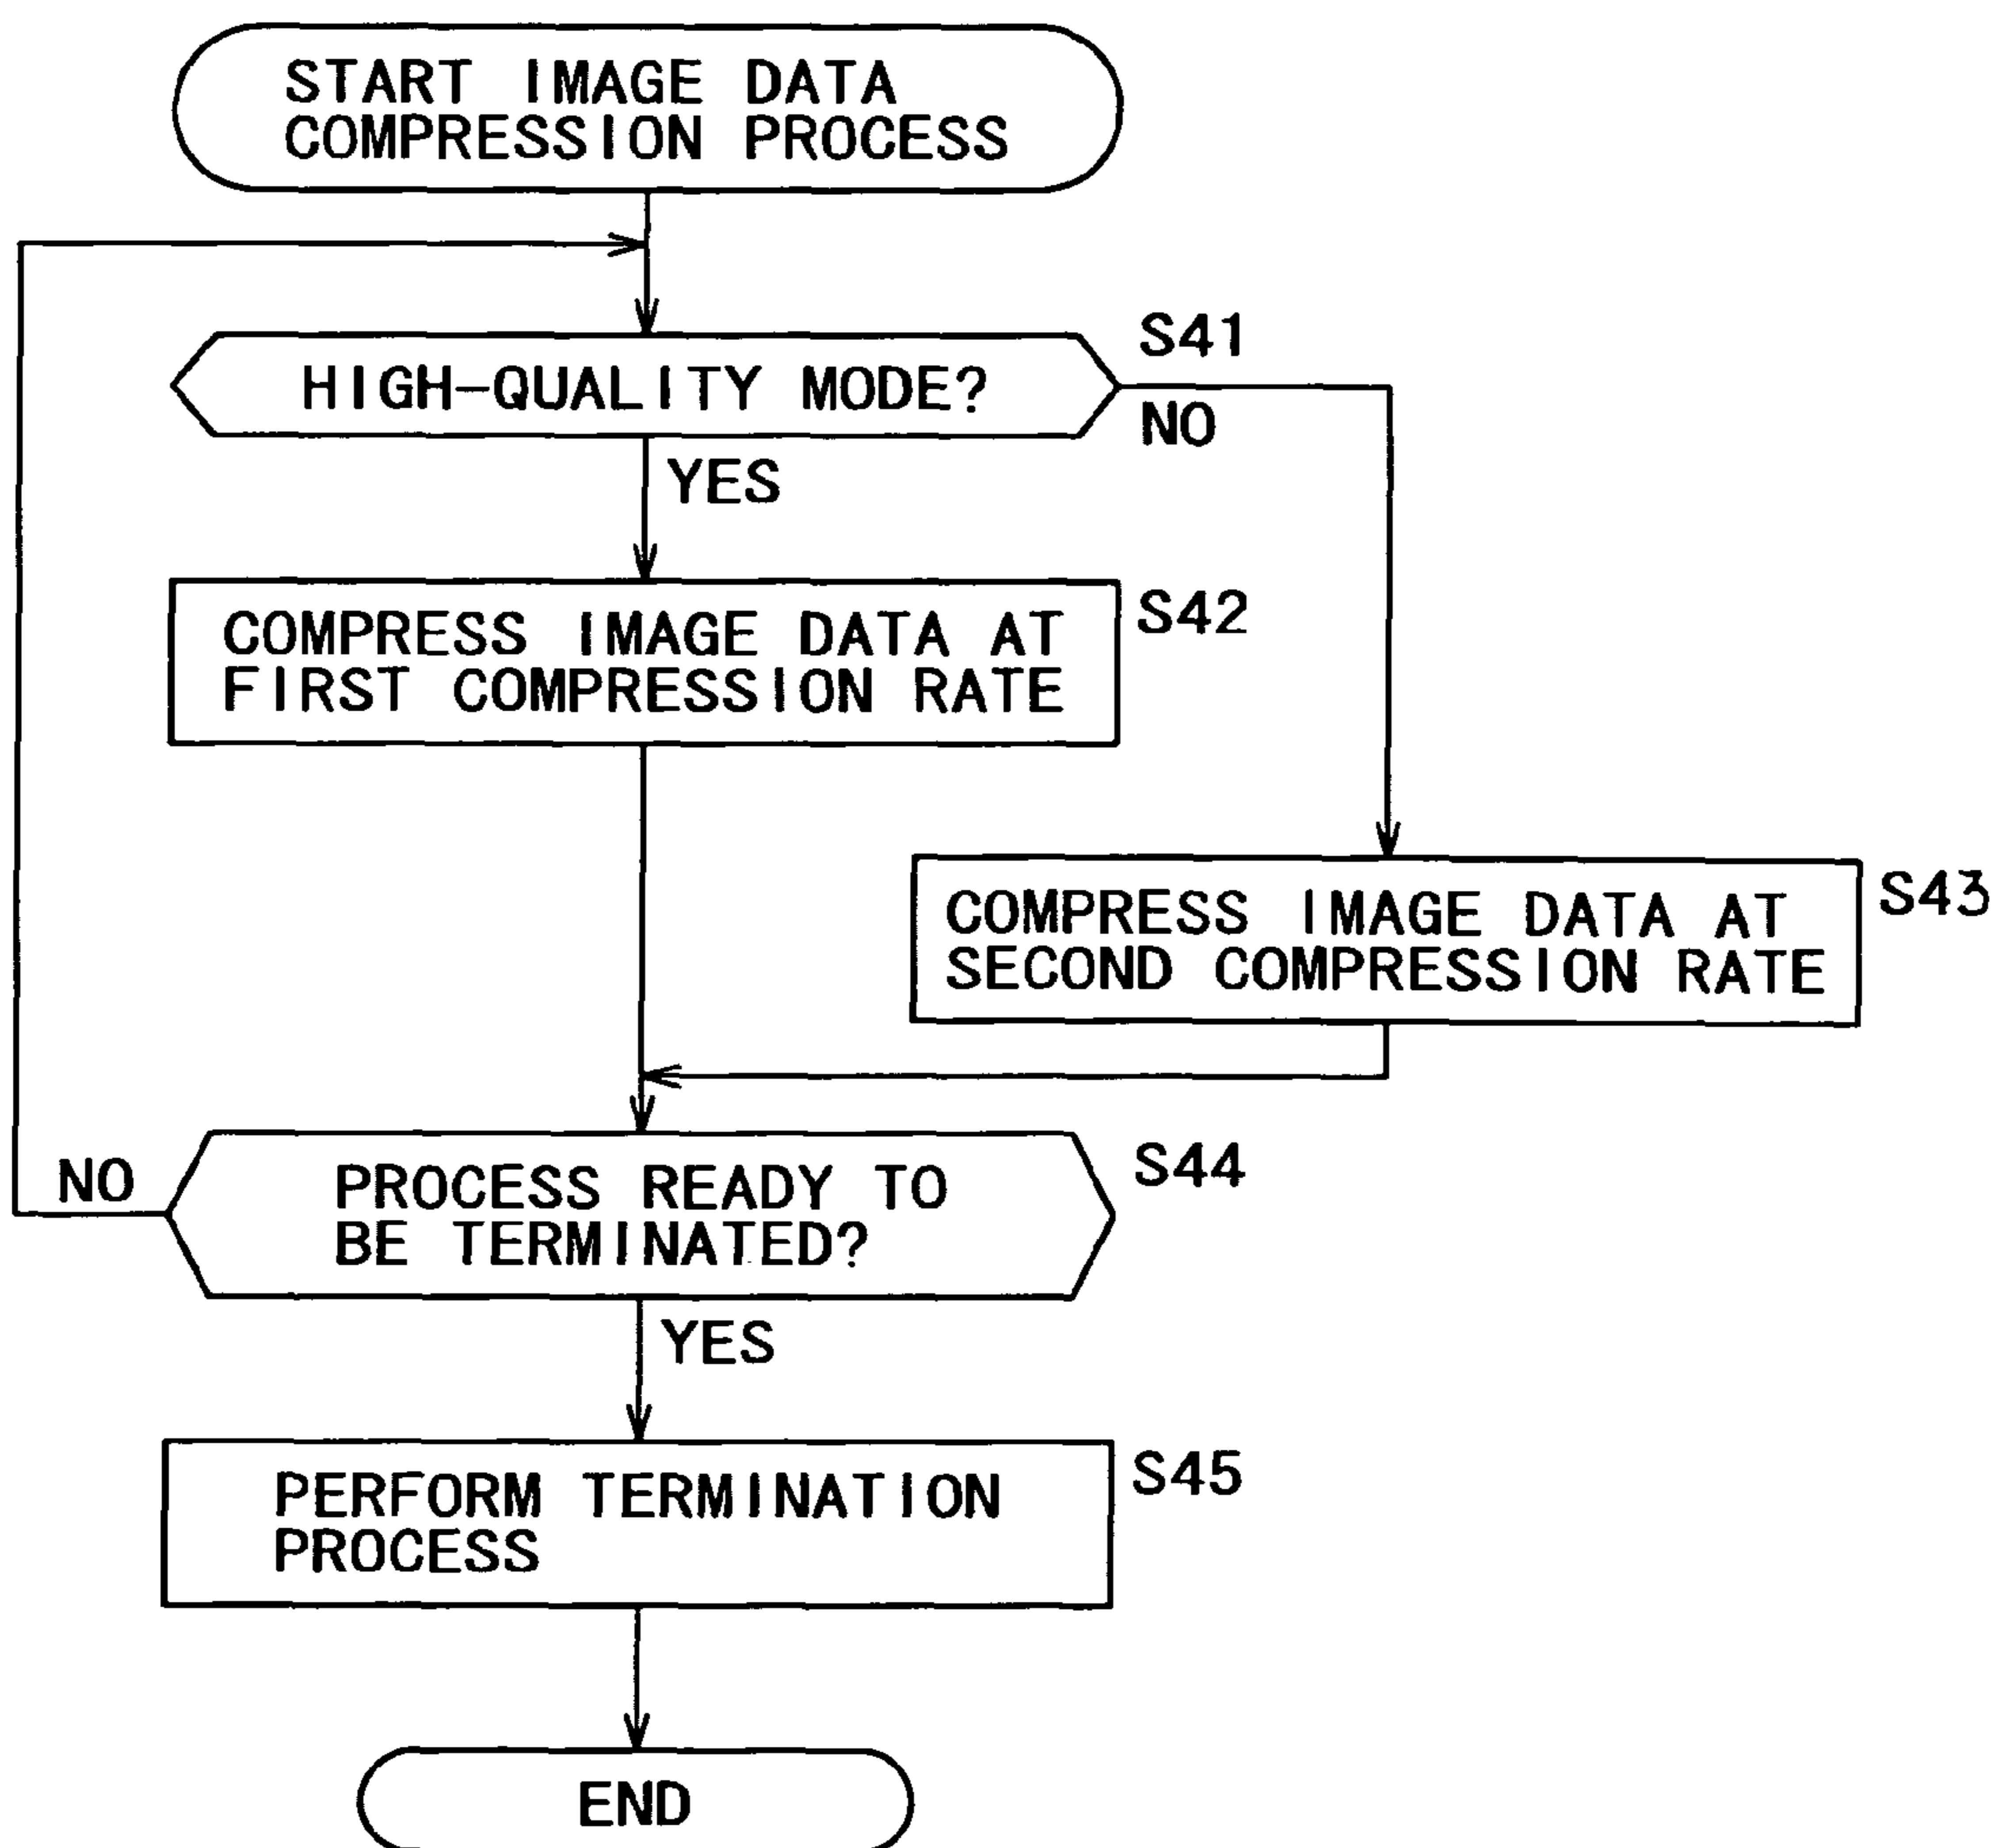 START IMAGE DATA
COMPRESSION PROCESS
HIGH-QUALITY MODE?
S41
NO
YES
COMPRESS IMAGE DATA AT
FIRST COMPRESSION RATE
S42
COMPRESS IMAGE DATA AT
SECOND COMPRESSION RATE
S43
PROCESS READY TO
BE TERMINATED?
S44
NO
YES
PERFORM TERMINATION
PROCESS
S45
END